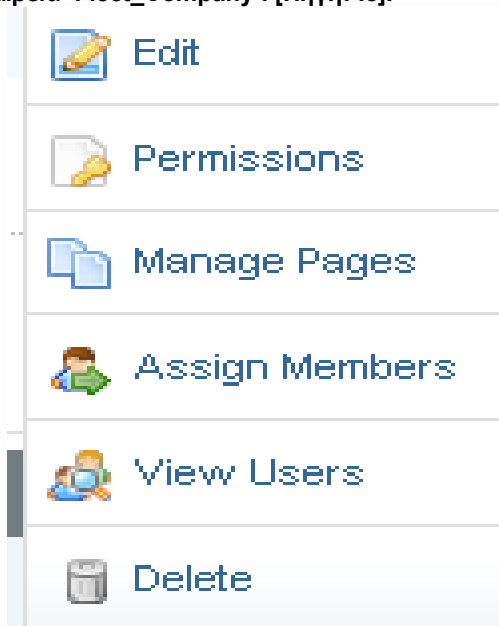 Edit
Permissions
Manage Pages
Assign Members
View Users
Delete